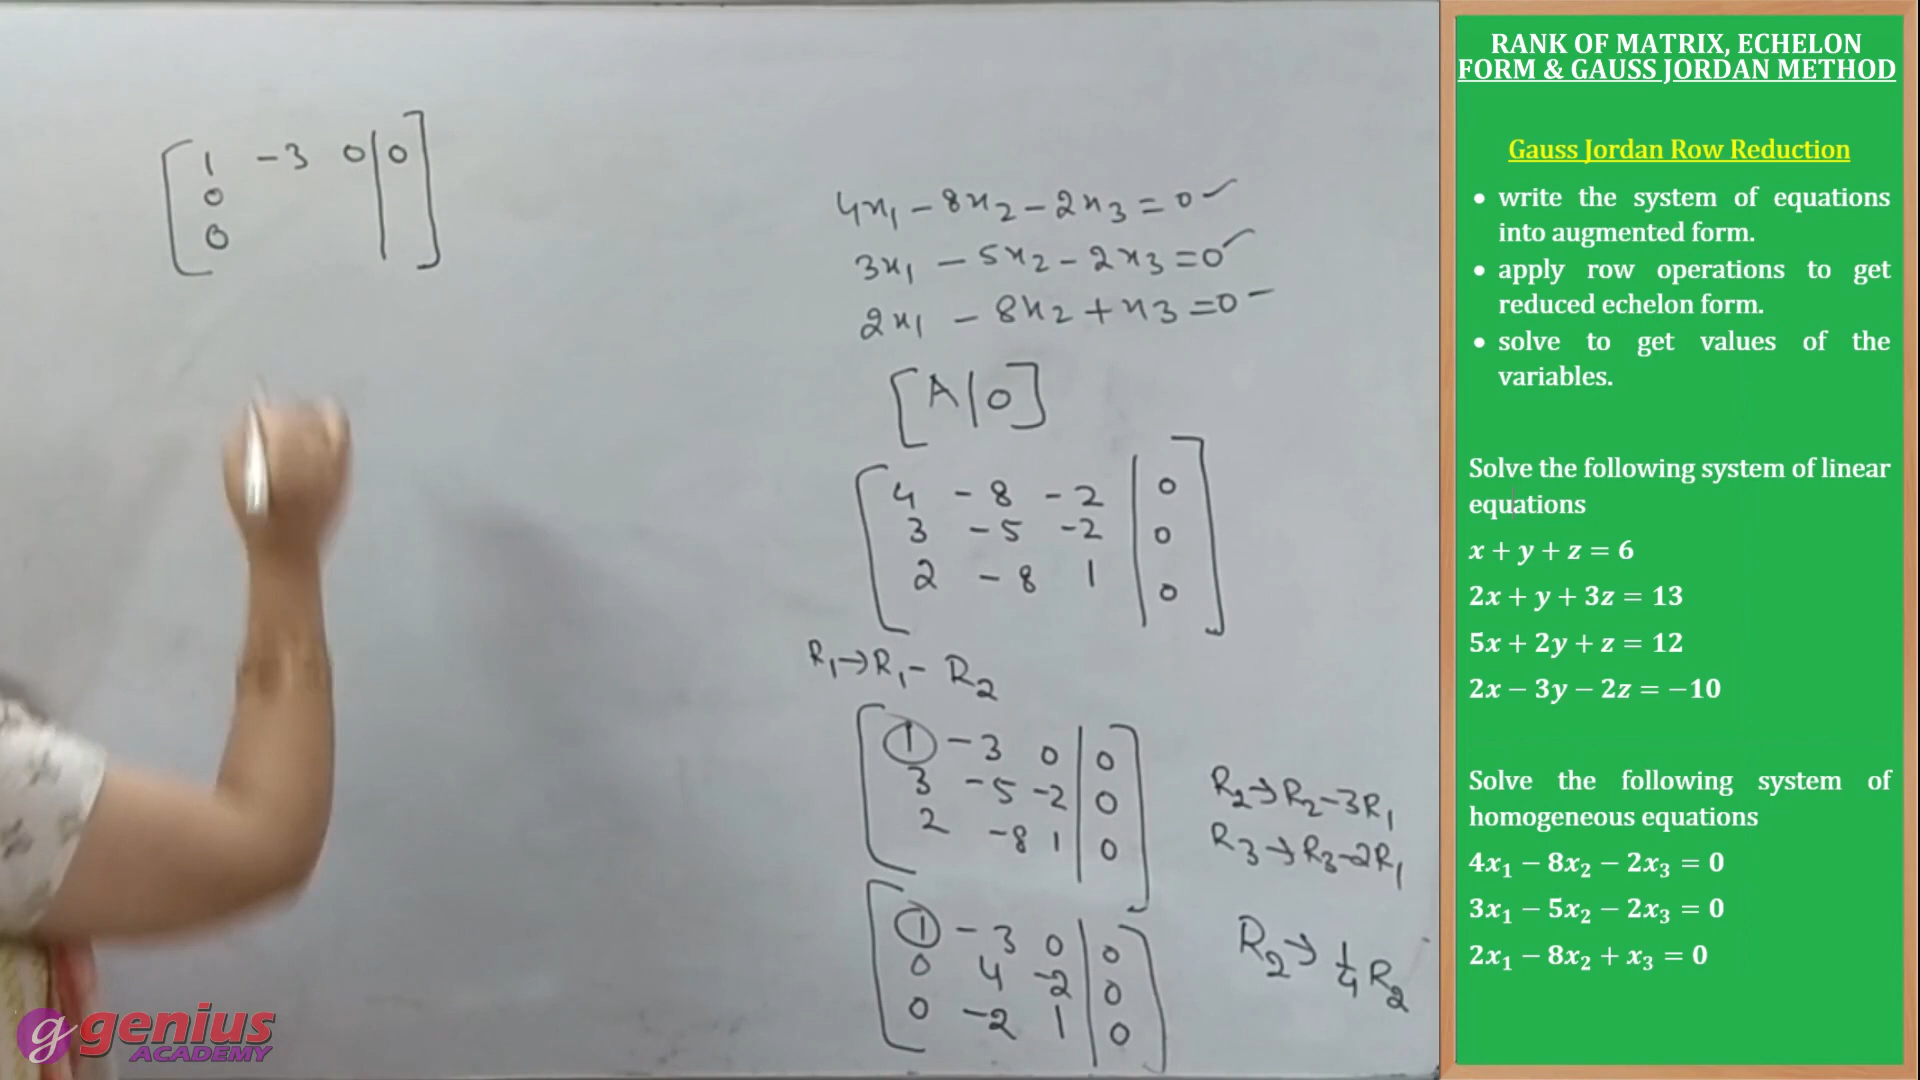 [ 1 -3 0 | 0 ]
0
0
4x₁ - 8x₂ - 2x₃ = 0 ✓
3x₁ - 5x₂ - 2x₃ = 0 ✓
2x₁ - 8x₂ + x₃ = 0 -
[A|0]
[ 4 -8 -2 | 0 ]
3 -5 -2 | 0
2 -8 1 | 0
R₁→R₁- R₂
[ 1 -3 0 | 0 ]
3 -5 -2 | 0
2 -8 1 | 0
R₂→R₂-3R₁
R₃→R₃-2R₁
[ 1 -3 0 | 0 ]
0 4 -2 | 0
0 -2 1 | 0
R₂→ 1/4 R₂
genius
ACADEMY
RANK OF MATRIX, ECHELON
FORM & GAUSS JORDAN METHOD
Gauss Jordan Row Reduction
• write the system of equations
into augmented form.
• apply row operations to get
reduced echelon form.
• solve to get values of the
variables.
Solve the following system of linear
equations
x + y + z = 6
2x + y + 3z = 13
5x + 2y + z = 12
2x − 3y − 2z = −10
Solve the following system of
homogeneous equations
4x₁ − 8x₂ − 2x₃ = 0
3x₁ − 5x₂ − 2x₃ = 0
2x₁ − 8x₂ + x₃ = 0